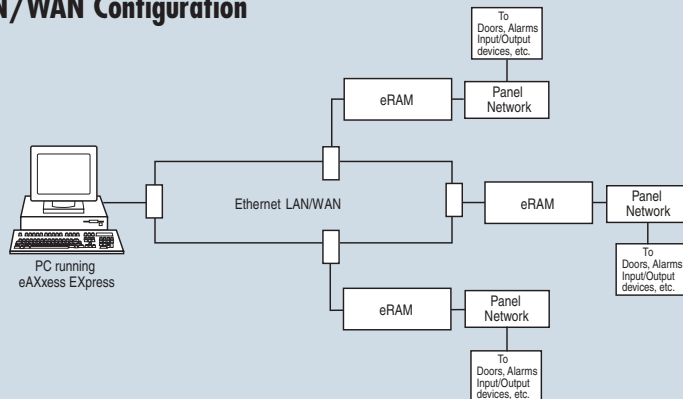 /WAN Configuration
To
Doors, Alarms
Input/Output
devices, etc.
eRAM
Panel
Network
Ethernet LAN/WAN
eRAM
Panel
Network
To
Doors, Alarms
Input/Output
devices, etc.
PC running
eAXxess EXpress
eRAM
Panel
Network
To
Doors, Alarms
Input/Output
devices, etc.